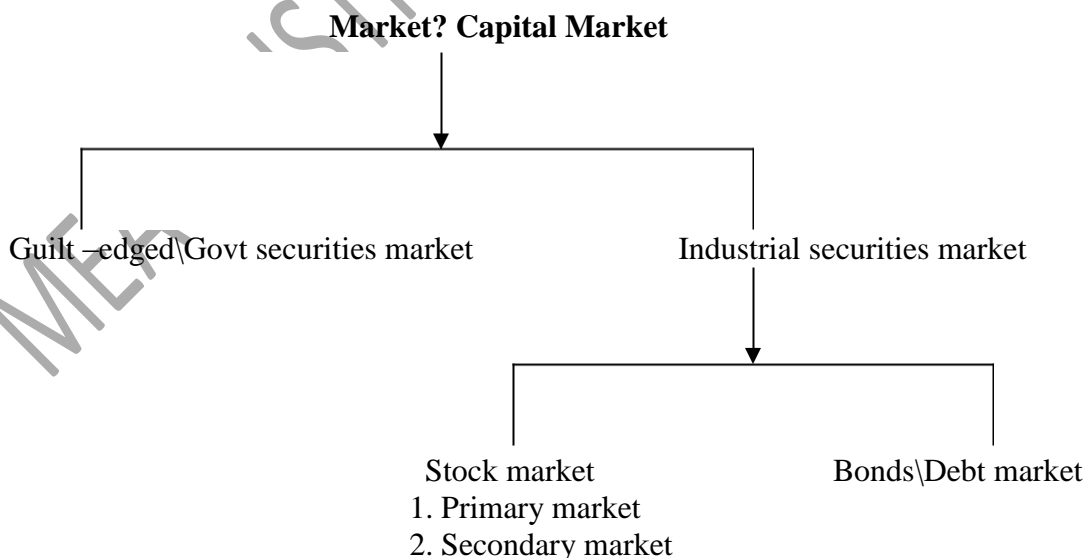 Market? Capital Market
Guilt –edged\Govt securities market
Industrial securities market
Stock market
1. Primary market
2. Secondary market
Bonds\Debt market